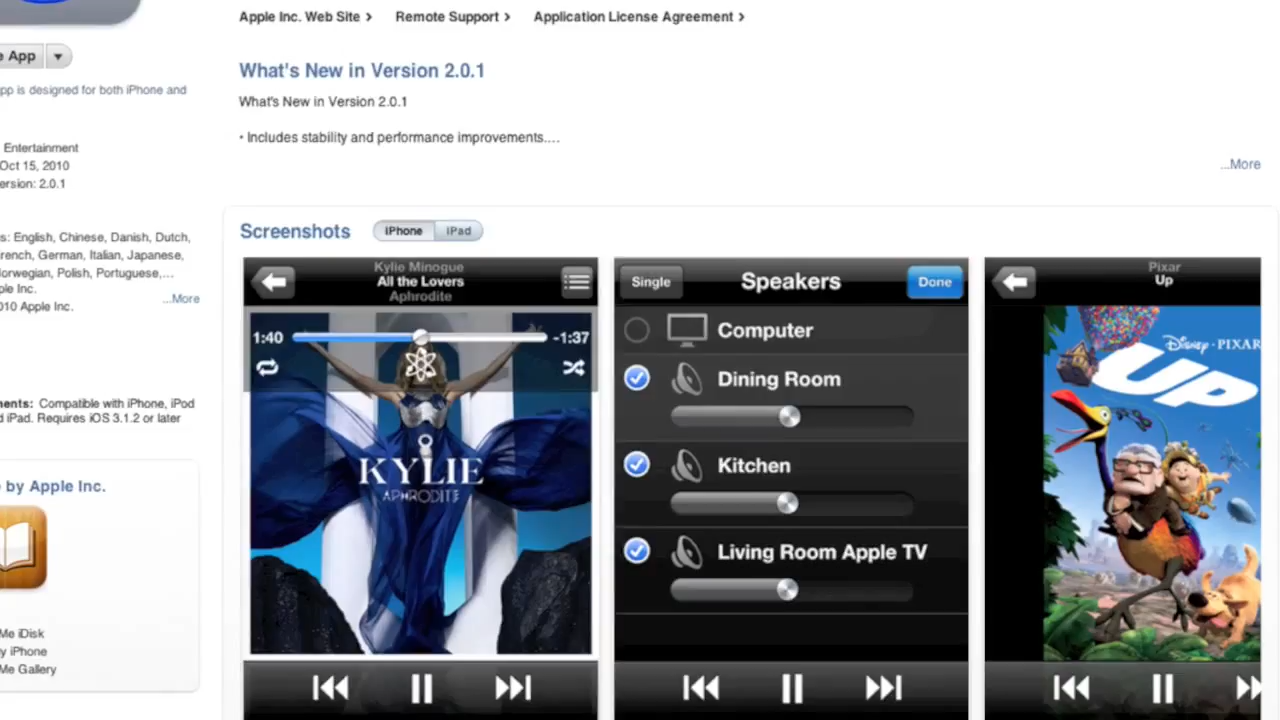 Apple Inc. Web Site
Remote Support
Application License Agreement
e App
pp is designed for both iPhone and
Entertainment
Oct 15, 2010
ersion: 2.0.1
s: English, Chinese, Danish, Dutch,
rench, German, Italian, Japanese,
orwegian, Polish, Portuguese,...
ple Inc.
010 Apple Inc.
...More
ments: Compatible with iPhone, iPod
d iPad. Requires iOS 3.1.2 or later
by Apple Inc.
Me iDisk
y iPhone
Me Gallery
What's New in Version 2.0.1
What's New in Version 2.0.1
• Includes stability and performance improvements....
...More
Screenshots
iPhone
iPad
Kylie Minogue
All the Lovers
Aphrodite
1:40
-1:37
KYLIE
APHRODITE
Single
Speakers
Done
Computer
Dining Room
Kitchen
Living Room Apple TV
Pixar
Up
Disney · PIXAR
UP